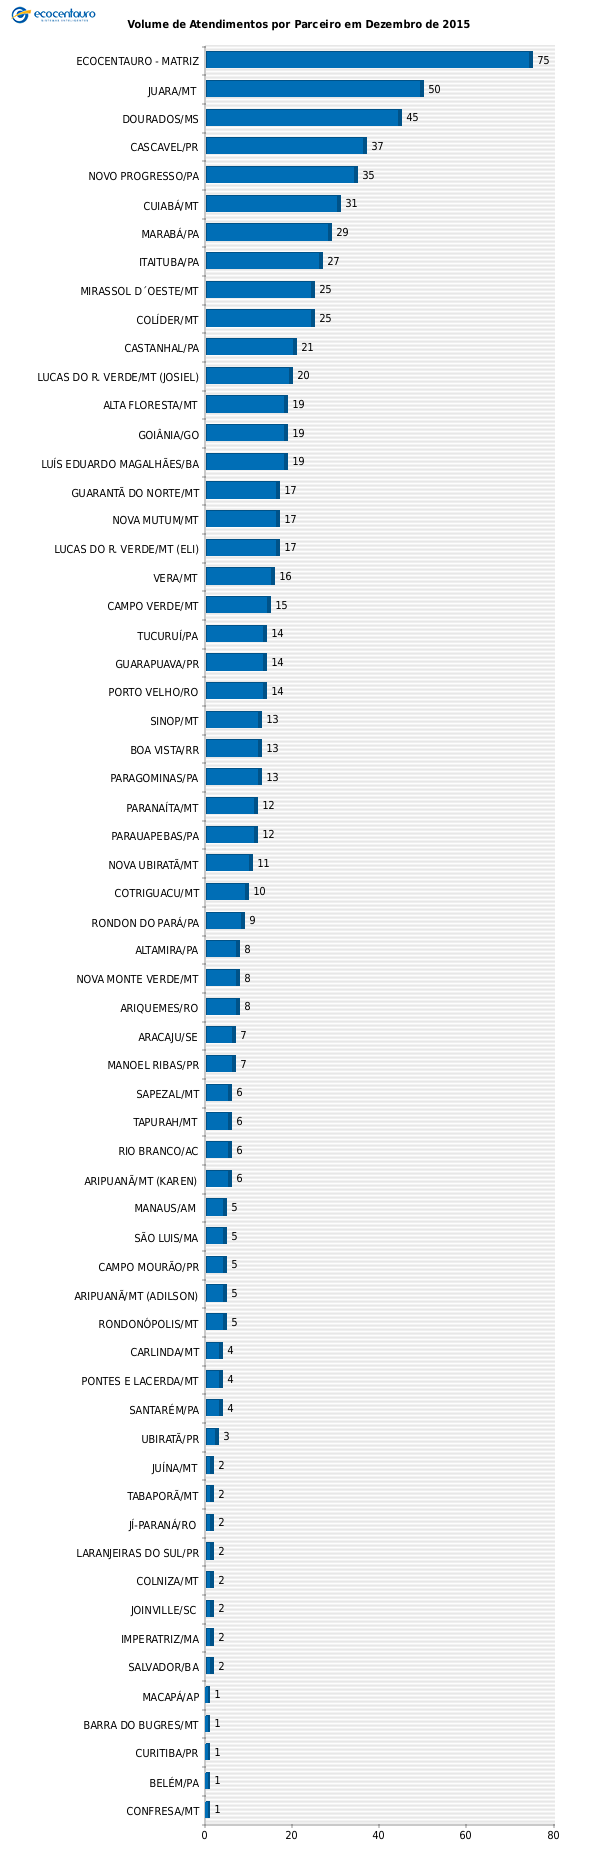 ecocentauro
Volume de Atendimentos por Parceiro em Dezembro de 2015
ECOCENTAURO - MATRIZ 75
JUARA/MT 50
DOURADOS/MS 45
CASCAVEL/PR 37
NOVO PROGRESSO/PA 35
CUIABÁ/MT 31
MARABÁ/PA 29
ITAITUBA/PA 27
MIRASSOL D´OESTE/MT 25
COLÍDER/MT 25
CASTANHAL/PA 21
LUCAS DO R. VERDE/MT (JOSIEL) 20
ALTA FLORESTA/MT 19
GOIÂNIA/GO 19
LUÍS EDUARDO MAGALHÃES/BA 19
GUARANTÃ DO NORTE/MT 17
NOVA MUTUM/MT 17
LUCAS DO R. VERDE/MT (ELI) 17
VERA/MT 16
CAMPO VERDE/MT 15
TUCURUÍ/PA 14
GUARAPUAVA/PR 14
PORTO VELHO/RO 14
SINOP/MT 13
BOA VISTA/RR 13
PARAGOMINAS/PA 13
PARANAÍTA/MT 12
PARAUAPEBAS/PA 12
NOVA UBIRATÃ/MT 11
COTRIGUACU/MT 10
RONDON DO PARÁ/PA 9
ALTAMIRA/PA 8
NOVA MONTE VERDE/MT 8
ARIQUEMES/RO 8
ARACAJU/SE 7
MANOEL RIBAS/PR 7
SAPEZAL/MT 6
TAPURAH/MT 6
RIO BRANCO/AC 6
ARIPUANÃ/MT (KAREN) 6
MANAUS/AM 5
SÃO LUIS/MA 5
CAMPO MOURÃO/PR 5
ARIPUANÃ/MT (ADILSON) 5
RONDONÓPOLIS/MT 5
CARLINDA/MT 4
PONTES E LACERDA/MT 4
SANTARÉM/PA 4
UBIRATÃ/PR 3
JUÍNA/MT 2
TABAPORÃ/MT 2
JÍ-PARANÁ/RO 2
LARANJEIRAS DO SUL/PR 2
COLNIZA/MT 2
JOINVILLE/SC 2
IMPERATRIZ/MA 2
SALVADOR/BA 2
MACAPÁ/AP 1
BARRA DO BUGRES/MT 1
CURITIBA/PR 1
BELÉM/PA 1
CONFRESA/MT 1
0 20 40 60 80